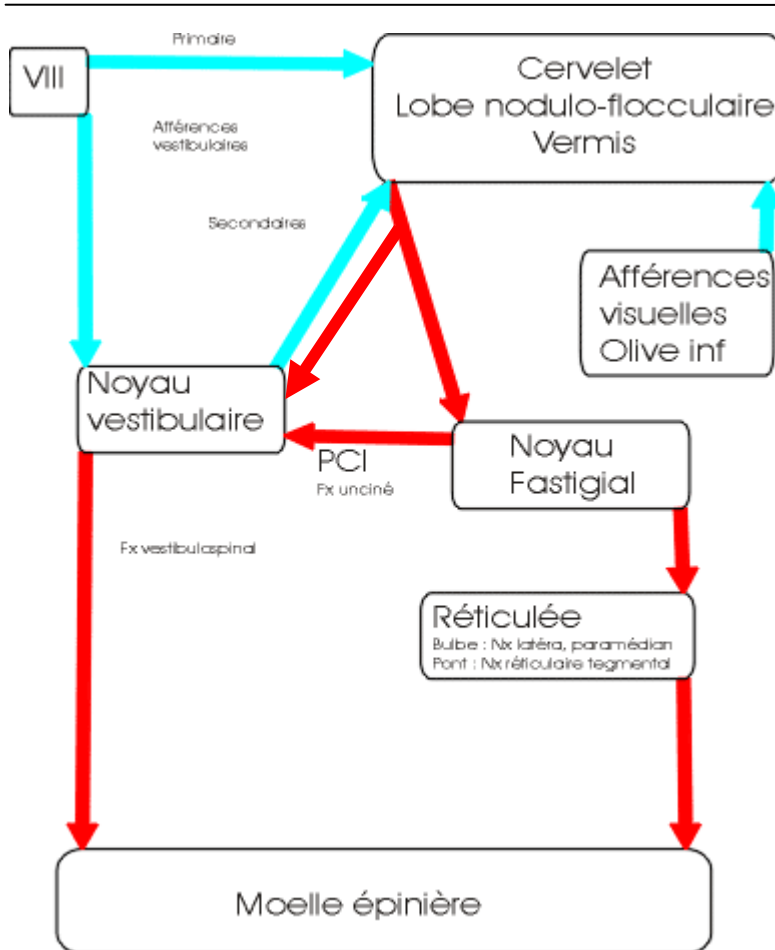 Primaire
VIII
Cervelet
Lobe nodulo-flocculaire
Vermis
Afférences
vestibulaires
Secondaires
Afférences
visuelles
Olive inf
Noyau
vestibulaire
PCI
Fx unciné
Noyau
Fastigial
Fx vestibulospinal
Réticulée
Bulbe : Nx latéra, paramédian
Pont : Nx réticulaire tegmental
Moelle épinière